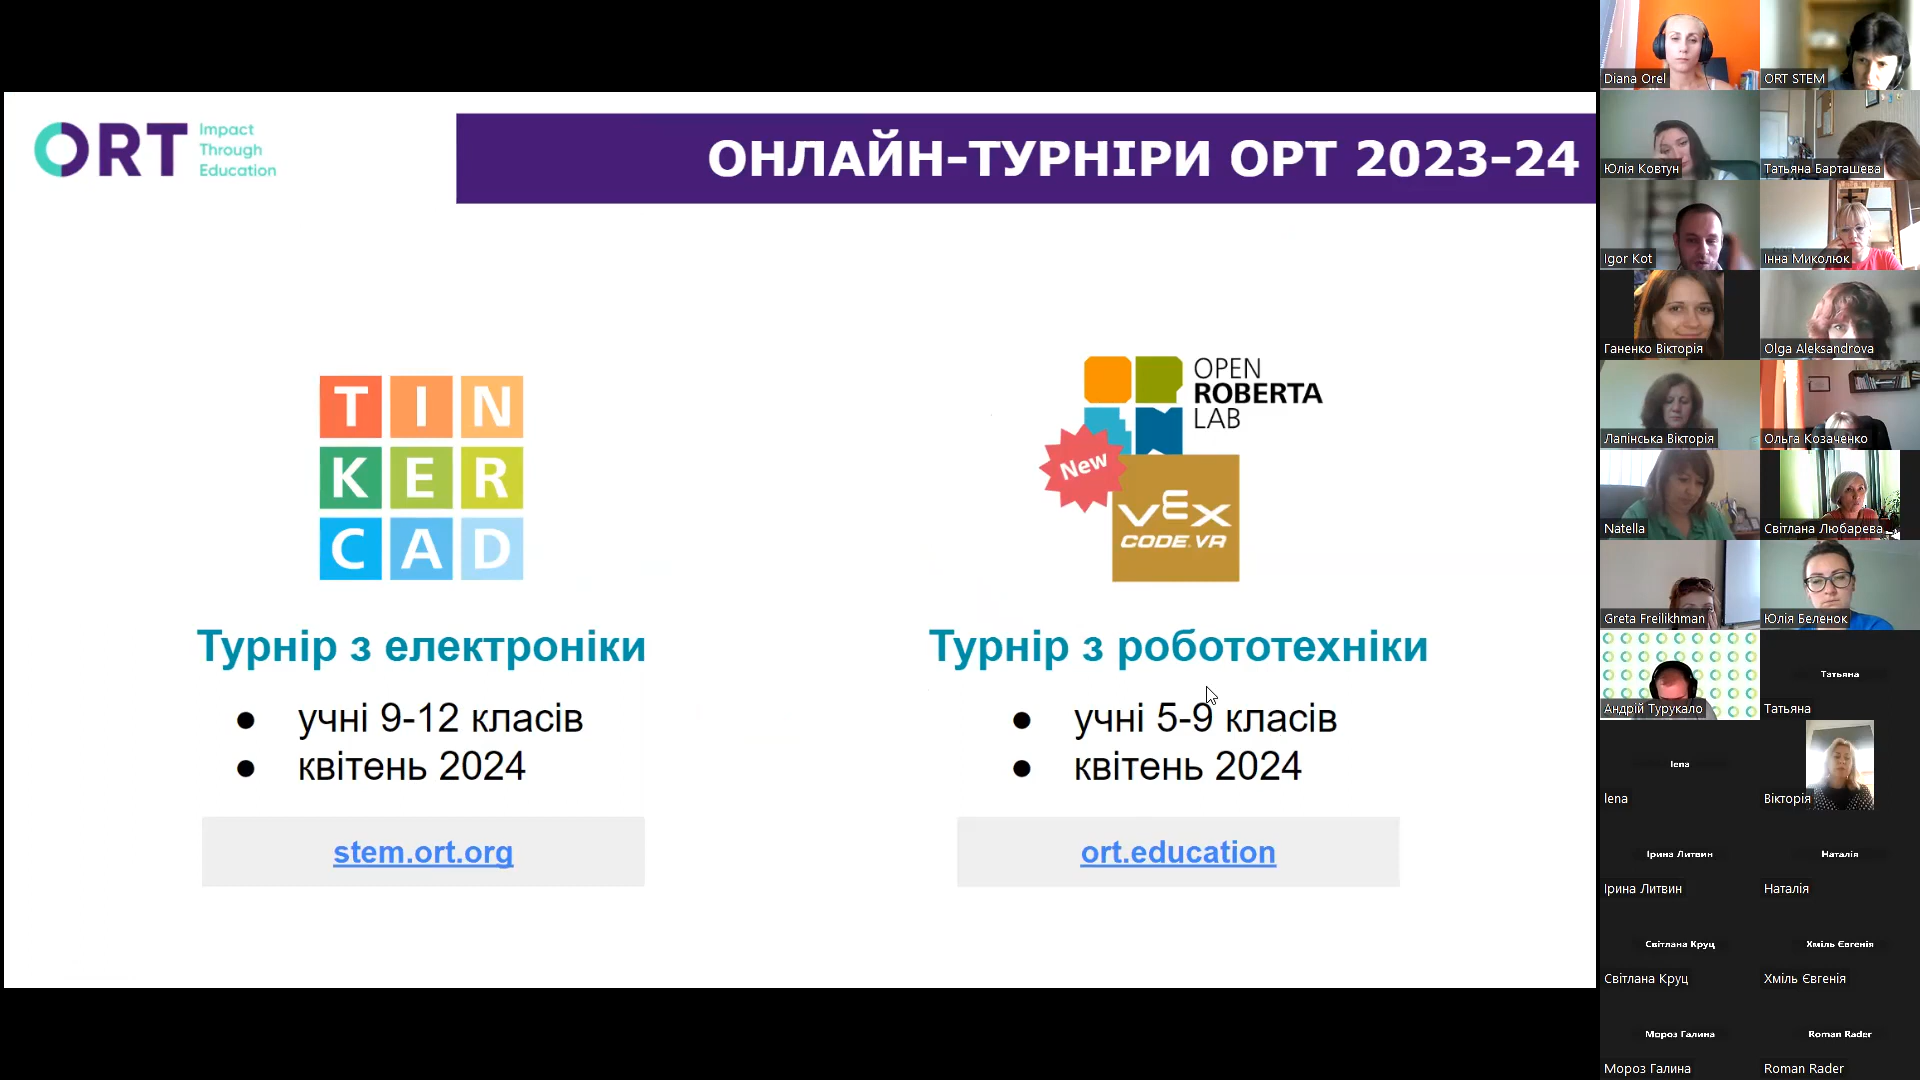 ORT
Impact
Through
Education
ОНЛАЙН-ТУРНІРИ ОРТ 2023-24
TIN
KER
CAD
Турнір з електроніки
● учні 9-12 класів
● квітень 2024
stem.ort.org
OPEN
ROBERTA
LAB
New
VEX
CODE VR
Турнір з робототехніки
● учні 5-9 класів
● квітень 2024
ort.education
Diana Orel
ORT STEM
Юлія Ковтун
Татьяна Барташева
Igor Kot
Інна Миколюк
Ганенко Вікторія
Olga Aleksandrova
Лапінська Вікторія
Ольга Козаченко
Natella
Світлана Любарева
Greta Freilikhman
Юлія Беленок
Андрій Турукало
Татьяна
Татьяна
lena
lena
Вікторія
Ірина Литвин
Ірина Литвин
Наталія
Наталія
Світлана Круц
Світлана Круц
Хміль Євгенія
Хміль Євгенія
Мороз Галина
Мороз Галина
Roman Rader
Roman Rader